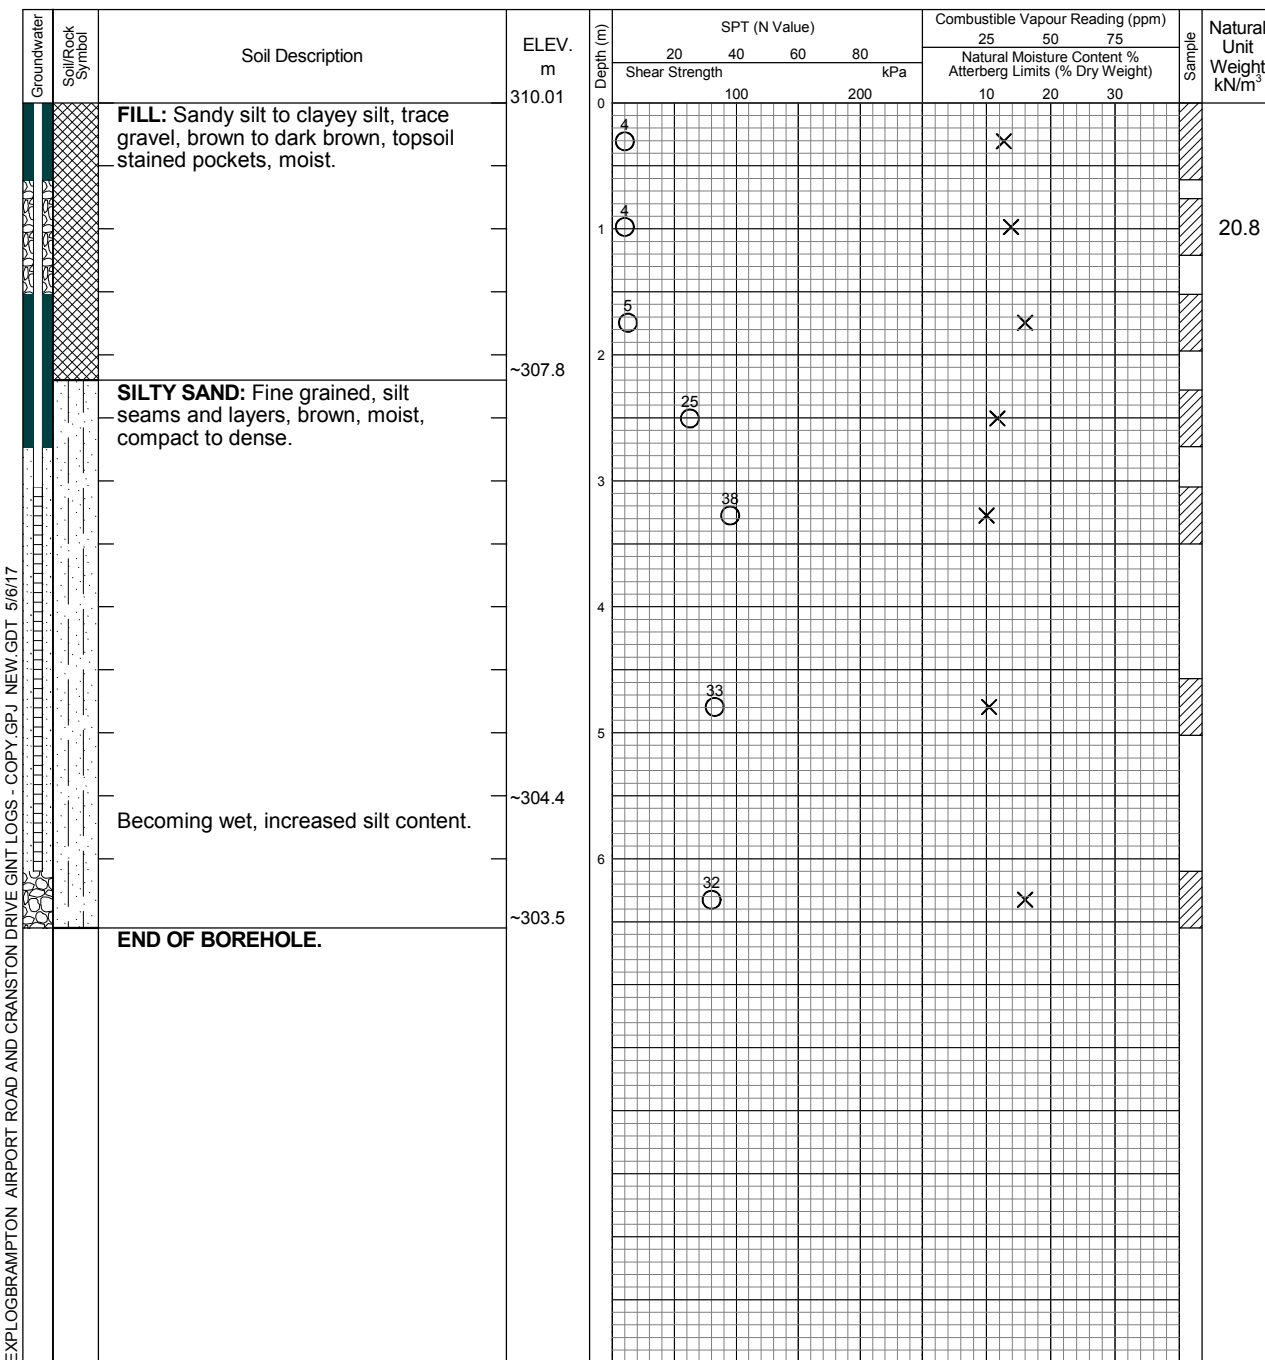 Groundwater
Soil/Rock
Symbol
Soil Description
ELEV.
m
310.01
Depth (m)
SPT (N Value)
20 40 60 80
Shear Strength kPa
100 200
Combustible Vapour Reading (ppm)
25 50 75
Natural Moisture Content %
Atterberg Limits (% Dry Weight)
10 20 30
Sample
Natural
Unit
Weight
kN/m3
0
FILL: Sandy silt to clayey silt, trace
gravel, brown to dark brown, topsoil
stained pockets, moist.
4
4
1
20.8
5
2
~307.8
SILTY SAND: Fine grained, silt
seams and layers, brown, moist,
compact to dense.
25
3
38
4
33
5
~304.4
Becoming wet, increased silt content.
6
32
~303.5
END OF BOREHOLE.
EXPLOGBRAMPTON AIRPORT ROAD AND CRANSTON DRIVE GINT LOGS - COPY.GPJ NEW.GDT 5/6/17